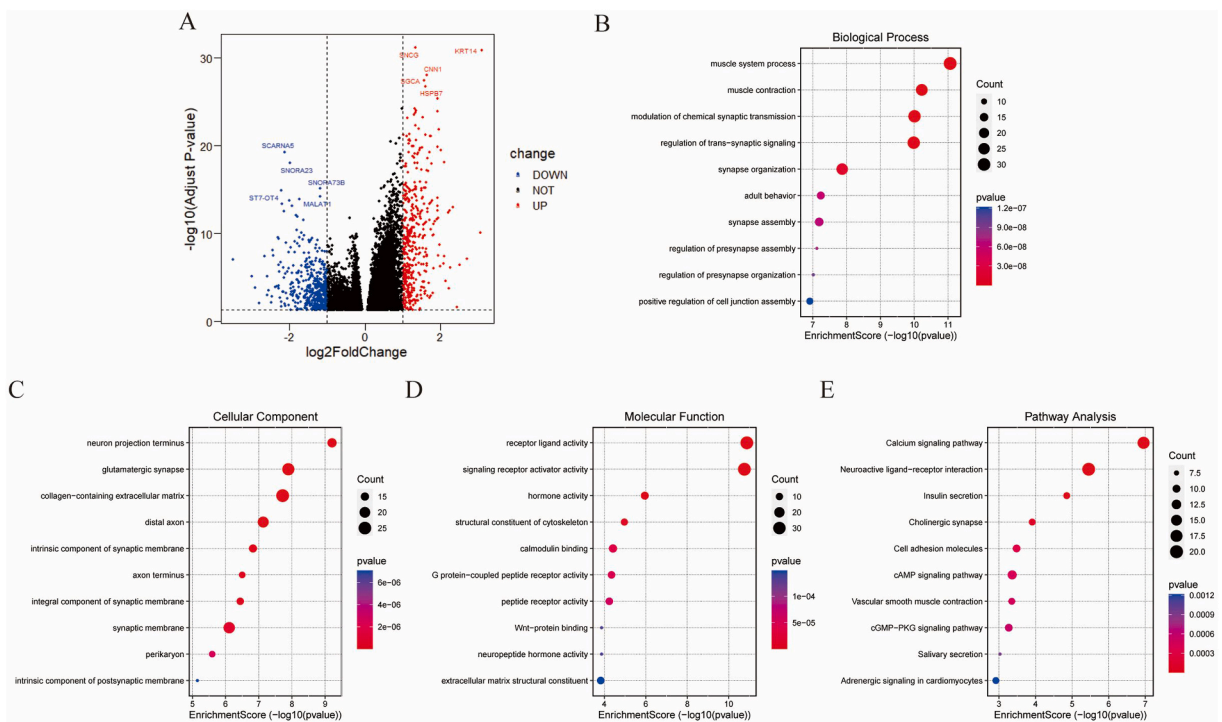 A
30
20
10
0
-log10(Adjust P-value)
-2
0
2
log2FoldChange
SNCG
KRT14
CNN1
SGCA
HSPB7
SCARNA5
SNORA23
SNORA73B
ST7-OT4
MALAT1
change
DOWN
NOT
UP
B
Biological Process
muscle system process
muscle contraction
modulation of chemical synaptic transmission
regulation of trans−synaptic signaling
synapse organization
adult behavior
synapse assembly
regulation of presynapse assembly
regulation of presynapse organization
positive regulation of cell junction assembly
7 8 9 10 11
EnrichmentScore (−log10(pvalue))
Count
10
15
20
25
30
pvalue
1.2e−07
9.0e−08
6.0e−08
3.0e−08
C
Cellular Component
neuron projection terminus
glutamatergic synapse
collagen−containing extracellular matrix
distal axon
intrinsic component of synaptic membrane
axon terminus
integral component of synaptic membrane
synaptic membrane
perikaryon
intrinsic component of postsynaptic membrane
5 6 7 8 9
EnrichmentScore (−log10(pvalue))
Count
15
20
25
pvalue
6e−06
4e−06
2e−06
D
Molecular Function
receptor ligand activity
signaling receptor activator activity
hormone activity
structural constituent of cytoskeleton
calmodulin binding
G protein−coupled peptide receptor activity
peptide receptor activity
Wnt−protein binding
neuropeptide hormone activity
extracellular matrix structural constituent
4 6 8 10
EnrichmentScore (−log10(pvalue))
Count
10
20
30
pvalue
1e−04
5e−05
E
Pathway Analysis
Calcium signaling pathway
Neuroactive ligand−receptor interaction
Insulin secretion
Cholinergic synapse
Cell adhesion molecules
cAMP signaling pathway
Vascular smooth muscle contraction
cGMP−PKG signaling pathway
Salivary secretion
Adrenergic signaling in cardiomyocytes
3 4 5 6 7
EnrichmentScore (−log10(pvalue))
Count
7.5
10.0
12.5
15.0
17.5
20.0
pvalue
0.0012
0.0009
0.0006
0.0003